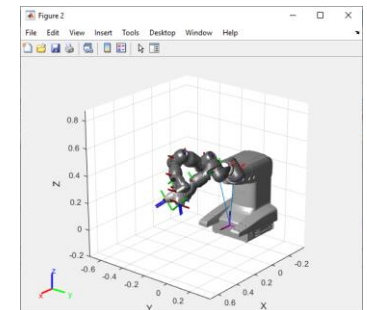 Figure 2
File Edit View Insert Tools Desktop Window Help
0.8
0.6
0.4
0.2
0
-0.2
Z
-0.6
-0.4
-0.2
0
0.2
Y
-0.2
0
0.2
0.4
0.6
X
z
x
y